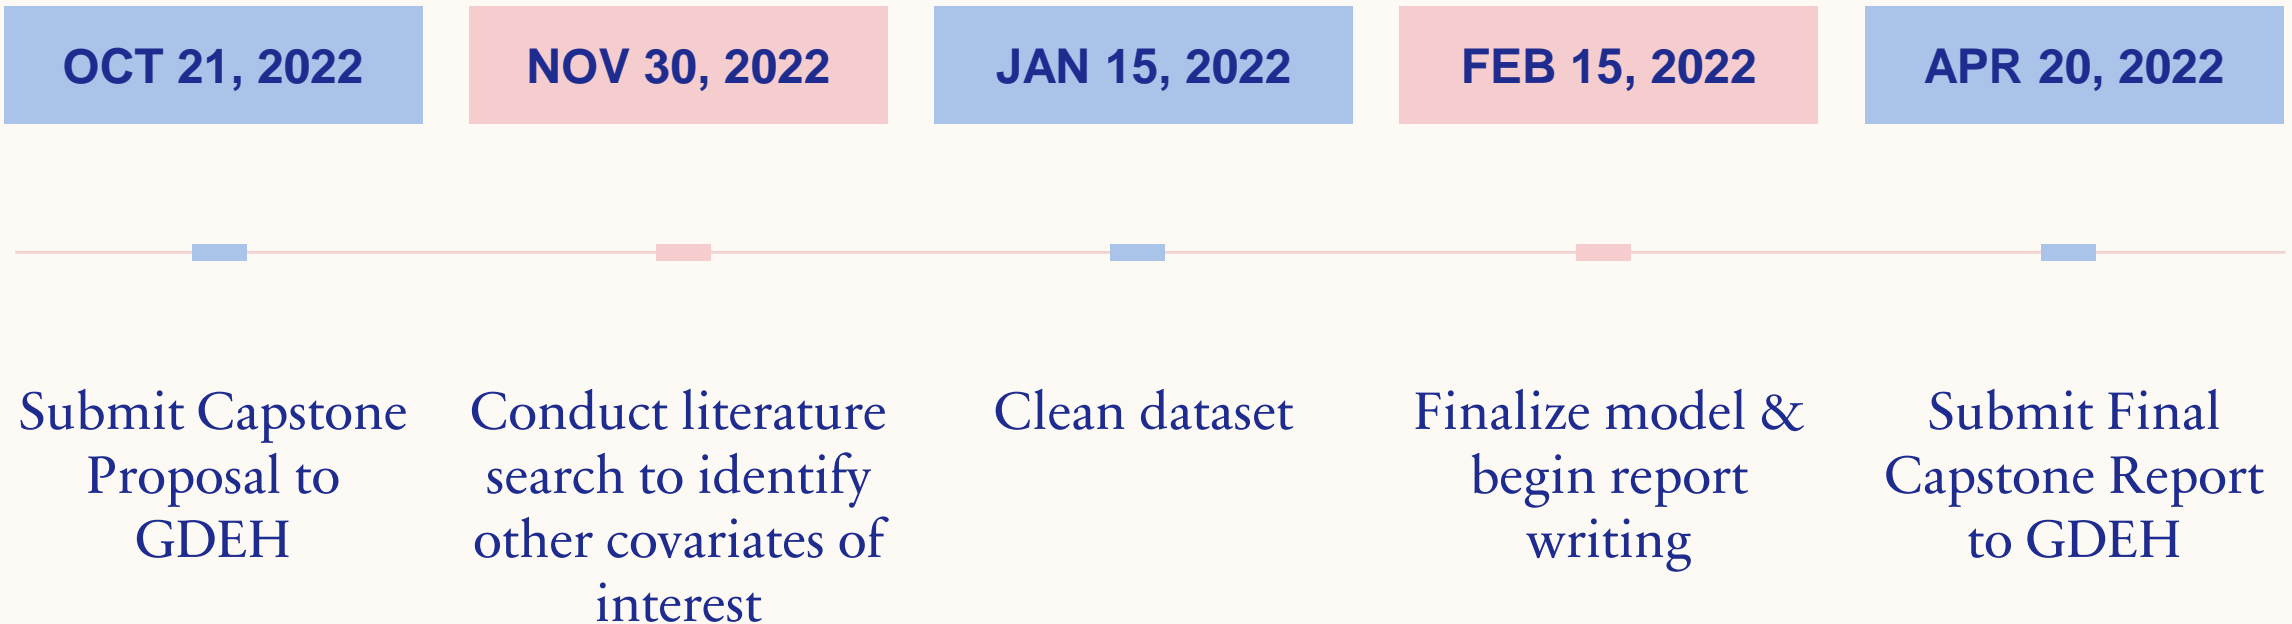 OCT 21, 2022
NOV 30, 2022
JAN 15, 2022
FEB 15, 2022
APR 20, 2022
Submit Capstone
Proposal to
GDEH
Conduct literature
search to identify
other covariates of
interest
Clean dataset
Finalize model &
begin report
writing
Submit Final
Capstone Report
to GDEH